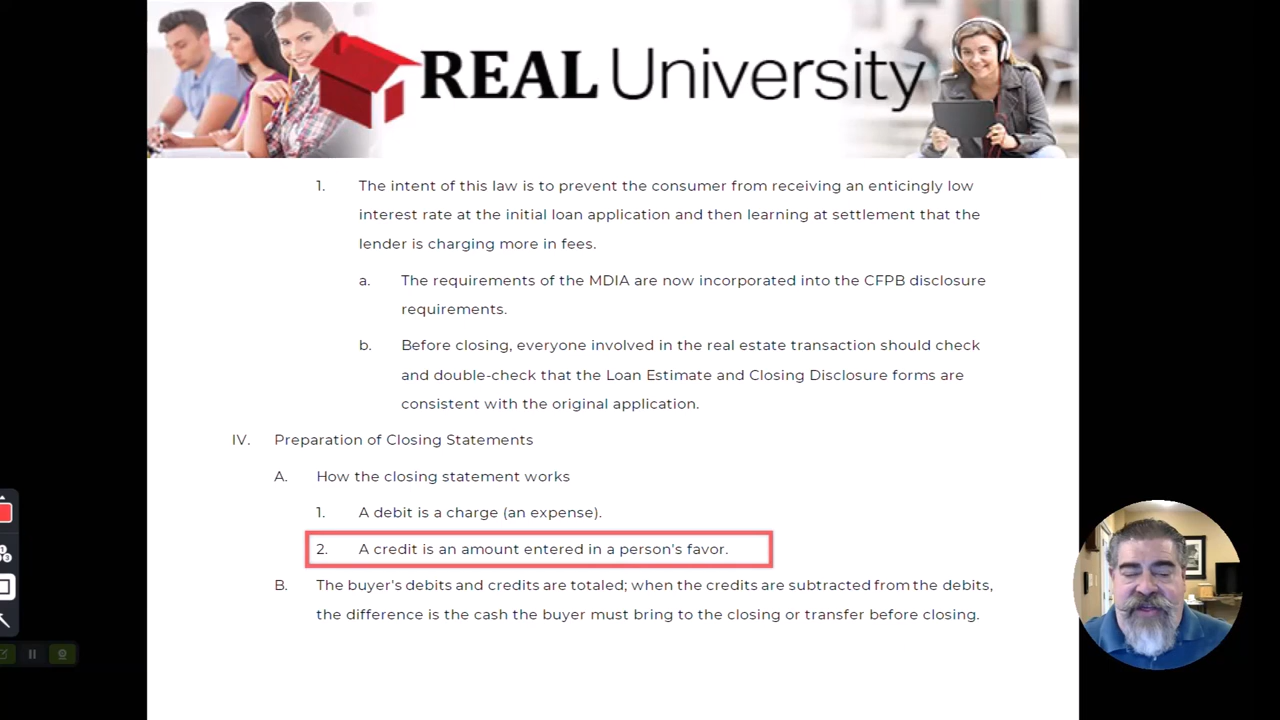 REAL University
1. The intent of this law is to prevent the consumer from receiving an enticingly low
interest rate at the initial loan application and then learning at settlement that the
lender is charging more in fees.
a. The requirements of the MDIA are now incorporated into the CFPB disclosure
requirements.
b. Before closing, everyone involved in the real estate transaction should check
and double-check that the Loan Estimate and Closing Disclosure forms are
consistent with the original application.
IV. Preparation of Closing Statements
A. How the closing statement works
1. A debit is a charge (an expense).
2. A credit is an amount entered in a person's favor.
B. The buyer's debits and credits are totaled; when the credits are subtracted from the debits,
the difference is the cash the buyer must bring to the closing or transfer before closing.